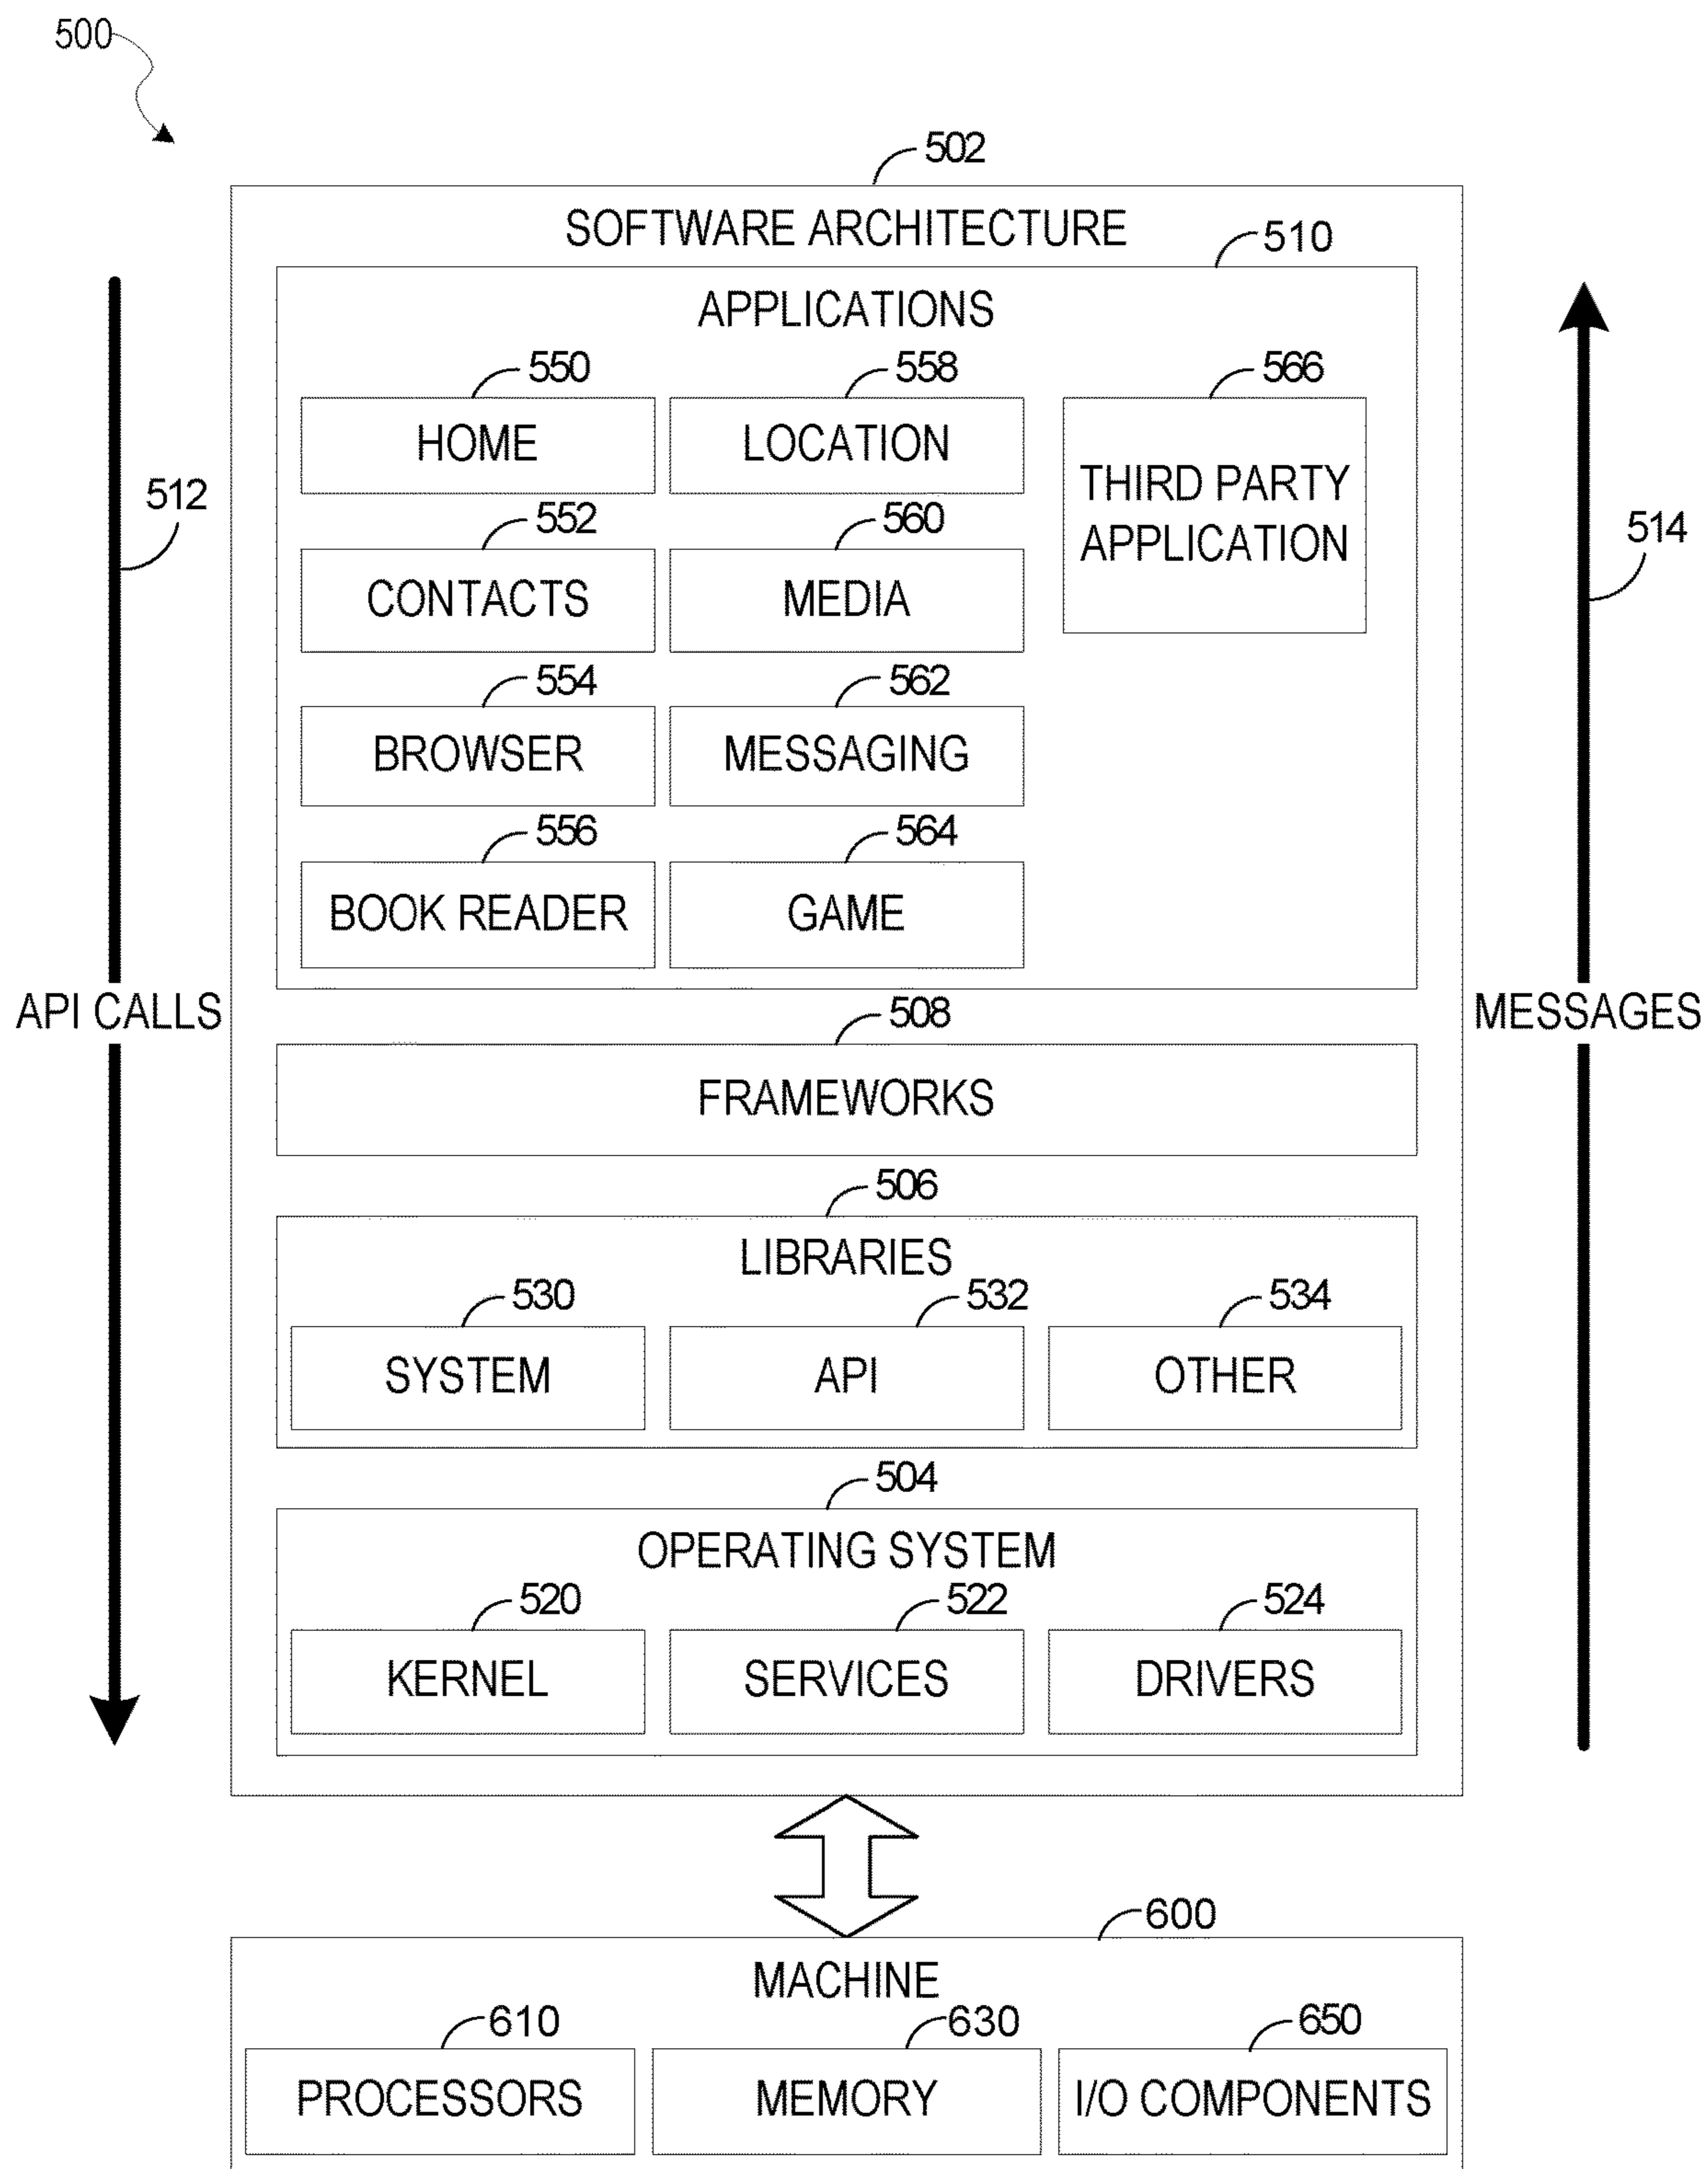 500
502
SOFTWARE ARCHITECTURE
510
APPLICATIONS
550
558
566
HOME
LOCATION
THIRD PARTY
APPLICATION
512
514
552
560
CONTACTS
MEDIA
554
562
BROWSER
MESSAGING
556
564
BOOK READER
GAME
API CALLS
MESSAGES
508
FRAMEWORKS
506
LIBRARIES
530
532
534
SYSTEM
API
OTHER
504
OPERATING SYSTEM
520
522
524
KERNEL
SERVICES
DRIVERS
600
MACHINE
610
630
650
PROCESSORS
MEMORY
I/O COMPONENTS